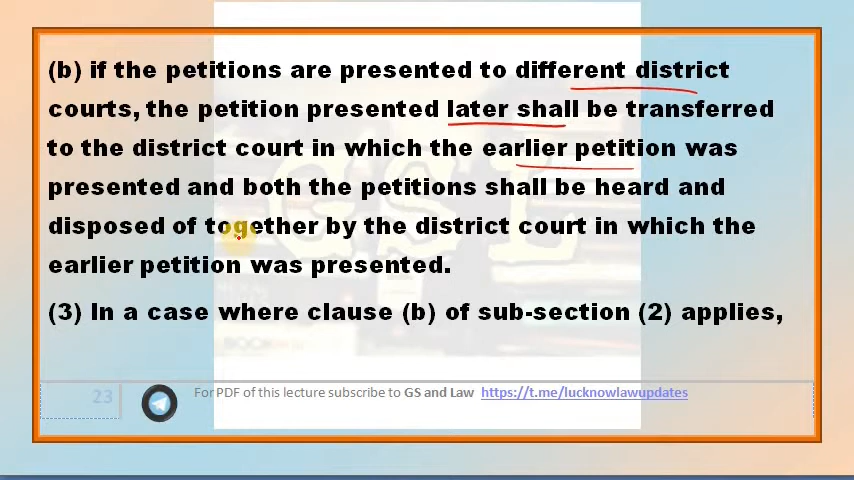 (b) if the petitions are presented to different district
courts, the petition presented later shall be transferred
to the district court in which the earlier petition was
presented and both the petitions shall be heard and
disposed of together by the district court in which the
earlier petition was presented.
(3) In a case where clause (b) of sub-section (2) applies,
23
For PDF of this lecture subscribe to GS and Law https://t.me/lucknowlawupdates
GSL